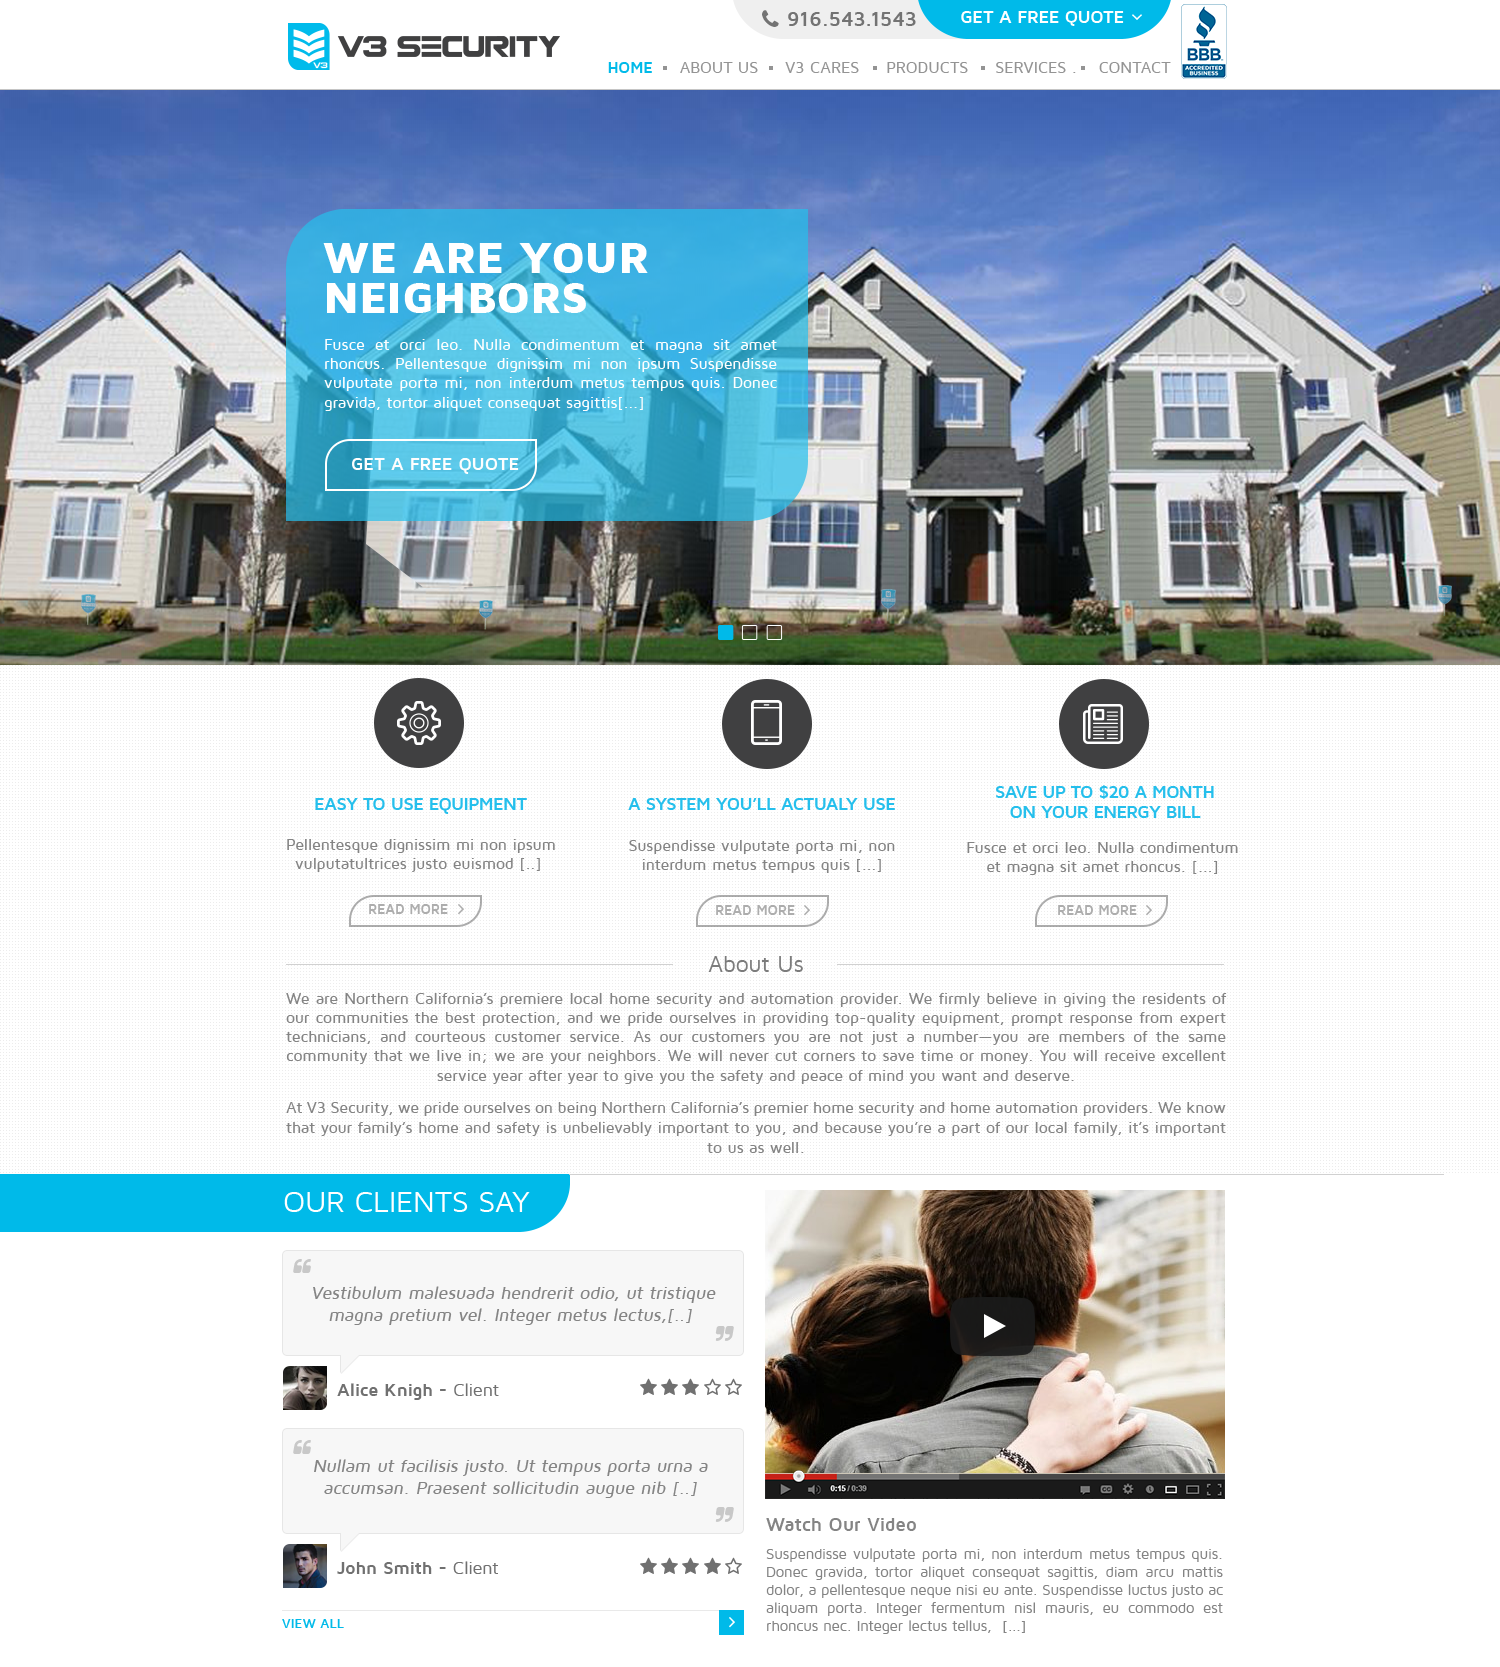 916.543.1543
GET A FREE QUOTE
V3
V3 SECURITY
HOME ▪ ABOUT US ▪ V3 CARES ▪ PRODUCTS ▪ SERVICES . ▪ CONTACT
BBB
ACCREDITED
BUSINESS
WE ARE YOUR
NEIGHBORS
Fusce et orci leo. Nulla condimentum et magna sit amet
rhoncus. Pellentesque dignissim mi non ipsum Suspendisse
vulputate porta mi, non interdum metus tempus quis. Donec
gravida, tortor aliquet consequat sagittis[...]
GET A FREE QUOTE
EASY TO USE EQUIPMENT
Pellentesque dignissim mi non ipsum
vulputatultrices justo euismod [..]
READ MORE
A SYSTEM YOU’LL ACTUALY USE
Suspendisse vulputate porta mi, non
interdum metus tempus quis [...]
READ MORE
SAVE UP TO $20 A MONTH
ON YOUR ENERGY BILL
Fusce et orci leo. Nulla condimentum
et magna sit amet rhoncus. [...]
READ MORE
About Us
We are Northern California’s premiere local home security and automation provider. We firmly believe in giving the residents of
our communities the best protection, and we pride ourselves in providing top-quality equipment, prompt response from expert
technicians, and courteous customer service. As our customers you are not just a number—you are members of the same
community that we live in; we are your neighbors. We will never cut corners to save time or money. You will receive excellent
service year after year to give you the safety and peace of mind you want and deserve.
At V3 Security, we pride ourselves on being Northern California’s premier home security and home automation providers. We know
that your family’s home and safety is unbelievably important to you, and because you’re a part of our local family, it’s important
to us as well.
OUR CLIENTS SAY
“
Vestibulum malesuada hendrerit odio, ut tristique
magna pretium vel. Integer metus lectus,[..]
”
Alice Knigh - Client
“
Nullam ut facilisis justo. Ut tempus porta urna a
accumsan. Praesent sollicitudin augue nib [..]
”
John Smith - Client
VIEW ALL
0:15 / 0:39
CC
Watch Our Video
Suspendisse vulputate porta mi, non interdum metus tempus quis.
Donec gravida, tortor aliquet consequat sagittis, diam arcu mattis
dolor, a pellentesque neque nisi eu ante. Suspendisse luctus justo ac
aliquam porta. Integer fermentum nisl mauris, eu commodo est
rhoncus nec. Integer lectus tellus, [...]